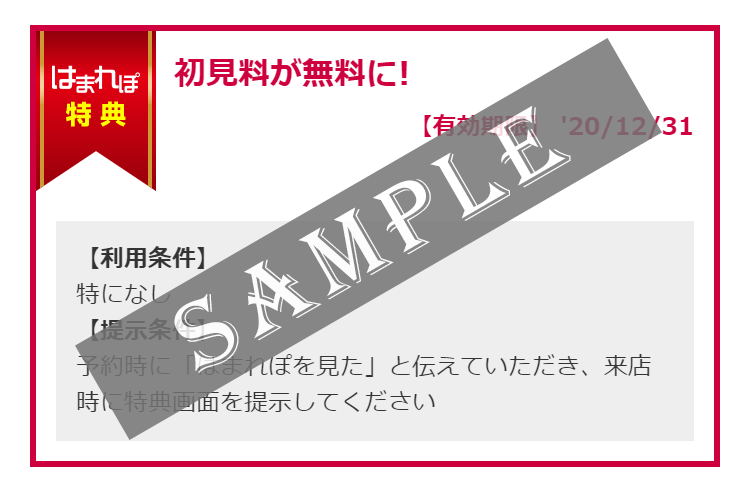 はまれぽ
特典
初見料が無料に!
【有効期限】 '20/12/31
【利用条件】
特になし
【提示条件】
予約時に「はまれぽを見た」と伝えていただき、来店
時に特典画面を提示してください
SAMPLE